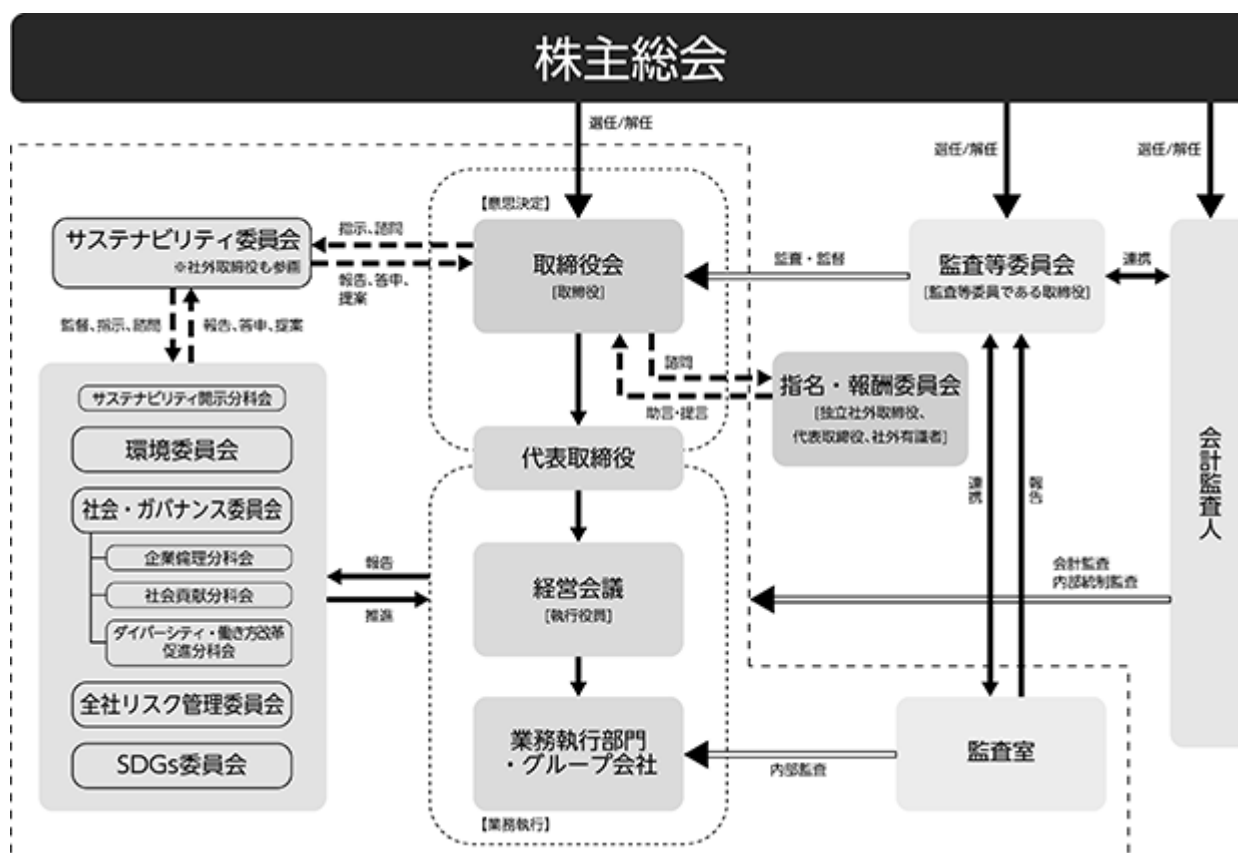 株主総会
選任/解任
選任/解任
選任/解任
【意思決定】
サステナビリティ委員会
※社外取締役も参画
指示、諮問
報告、答申、
提案
取締役会
[取締役]
監査・監督
監査等委員会
[監査等委員である取締役]
連携
監督、指示、諮問
報告、答申、提案
諮問
助言・提言
指名・報酬委員会
[独立社外取締役、
代表取締役、社外有識者]
サステナビリティ開示分科会
環境委員会
社会・ガバナンス委員会
企業倫理分科会
社会貢献分科会
ダイバーシティ・働き方改革
促進分科会
全社リスク管理委員会
SDGs委員会
代表取締役
報告
推進
経営会議
[執行役員]
連携
報告
会計監査
内部統制監査
会計監査人
業務執行部門
・グループ会社
内部監査
監査室
【業務執行】